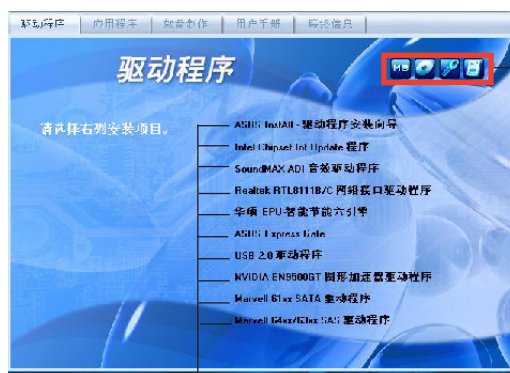 驱动程序 应用程序 软盘制作 用户手册 联络信息
驱动程序
MB
请选择右列安装项目。
ASUS InstAll - 驱动程序安装向导
Intel Chipset Inf Update 程序
SoundMAX ADI 音效驱动程序
Realtek RTL8111B/C 网络接口驱动程序
华硕 EPU-智能节能六引擎
ASUS Express Gate
USB 2.0 驱动程序
NVIDIA EN9500GT 图形加速器驱动程序
Marvell 61xx SATA 驱动程序
Marvell 64xx/63xx SAS 驱动程序